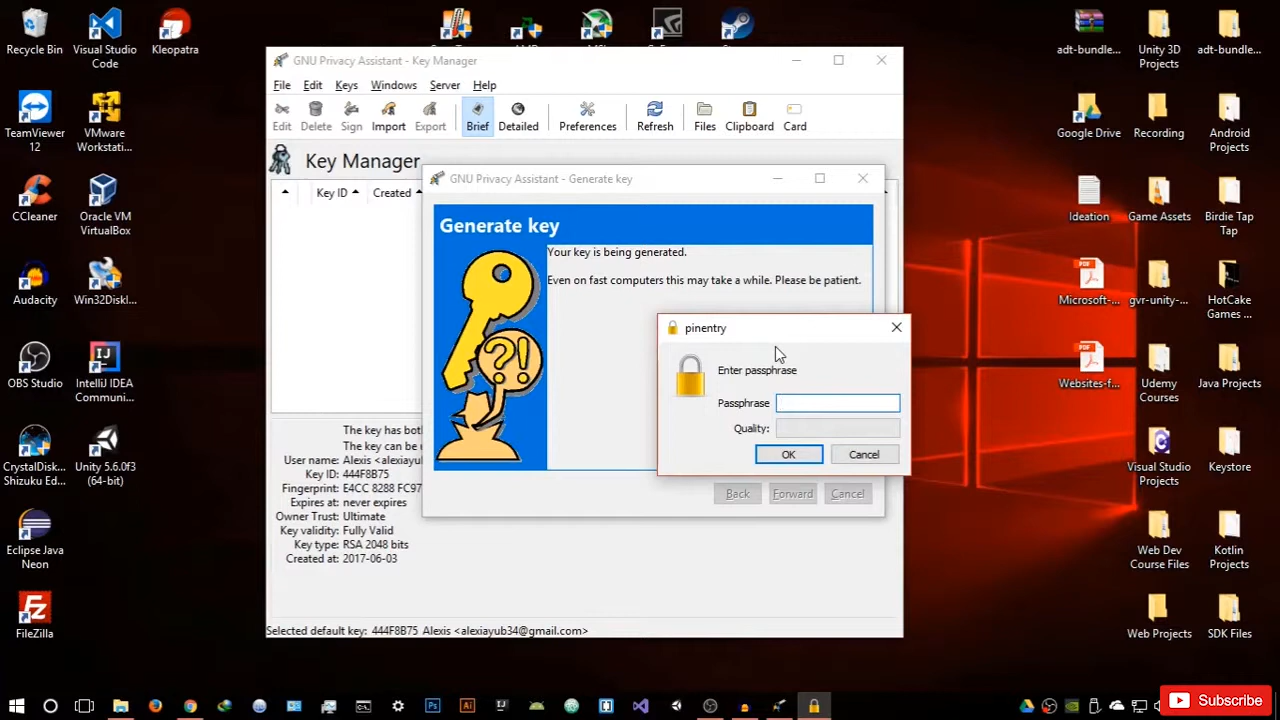 Recycle Bin
Visual Studio
Code
Kleopatra
TeamViewer
12
VMware
Workstati...
CCleaner
Oracle VM
VirtualBox
Audacity
Win32Diskl...
OBS Studio
IntelliJ IDEA
Communi...
CrystalDisk...
Shizuku Ed...
Unity 5.6.0f3
(64-bit)
Eclipse Java
Neon
FileZilla
GNU Privacy Assistant - Key Manager
File Edit Keys Windows Server Help
Edit Delete Sign Import Export Brief Detailed Preferences Refresh Files Clipboard Card
Key Manager
Key ID Created
The key has bot
The key can be u
User name: Alexis <alexiayub
Key ID: 444F8B75
Fingerprint: E4CC 8288 FC97
Expires at: never expires
Owner Trust: Ultimate
Key validity: Fully Valid
Key type: RSA 2048 bits
Created at: 2017-06-03
Selected default key: 444F8B75 Alexis <alexiayub34@gmail.com>
GNU Privacy Assistant - Generate key
Generate key
Your key is being generated.
Even on fast computers this may take a while. Please be patient.
?!
Back Forward Cancel
pinentry
Enter passphrase
Passphrase
Quality:
OK Cancel
adt-bundle...
Unity 3D
Projects
adt-bundle...
Google Drive
Recording
Android
Projects
Ideation
Game Assets
Birdie Tap
Tap
PDF
Microsoft-...
gvr-unity-...
HotCake
Games ...
PDF
Websites-f...
Udemy
Courses
Java Projects
Visual Studio
Projects
Keystore
Web Dev
Course Files
Kotlin
Projects
Web Projects
SDK Files
Subscribe